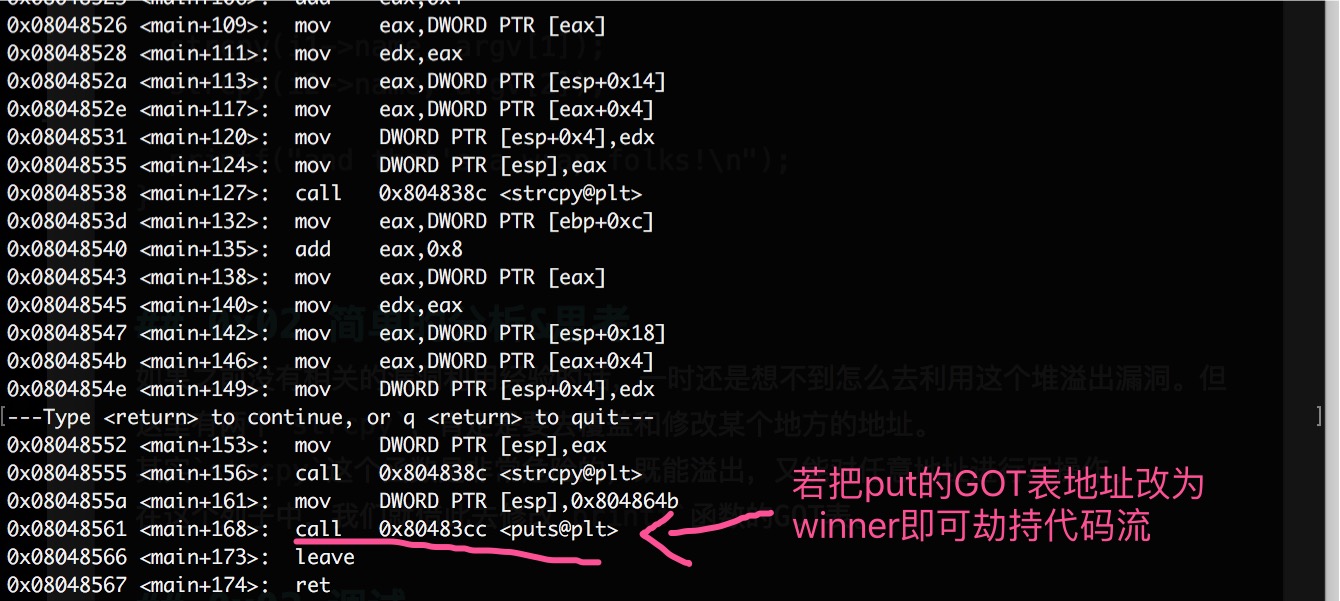 0x08048526 <main+109>: mov eax,DWORD PTR [eax]
0x08048528 <main+111>: mov edx,eax
0x0804852a <main+113>: mov eax,DWORD PTR [esp+0x14]
0x0804852e <main+117>: mov eax,DWORD PTR [eax+0x4]
0x08048531 <main+120>: mov DWORD PTR [esp+0x4],edx
0x08048535 <main+124>: mov DWORD PTR [esp],eax
0x08048538 <main+127>: call 0x804838c <strcpy@plt>
0x0804853d <main+132>: mov eax,DWORD PTR [ebp+0xc]
0x08048540 <main+135>: add eax,0x8
0x08048543 <main+138>: mov eax,DWORD PTR [eax]
0x08048545 <main+140>: mov edx,eax
0x08048547 <main+142>: mov eax,DWORD PTR [esp+0x18]
0x0804854b <main+146>: mov eax,DWORD PTR [eax+0x4]
0x0804854e <main+149>: mov DWORD PTR [esp+0x4],edx
[---Type <return> to continue, or q <return> to quit---]
0x08048552 <main+153>: mov DWORD PTR [esp],eax
0x08048555 <main+156>: call 0x804838c <strcpy@plt>
0x0804855a <main+161>: mov DWORD PTR [esp],0x804864b
0x08048561 <main+168>: call 0x80483cc <puts@plt>
0x08048566 <main+173>: leave
0x08048567 <main+174>: ret
若把put的GOT表地址改为
winner即可劫持代码流